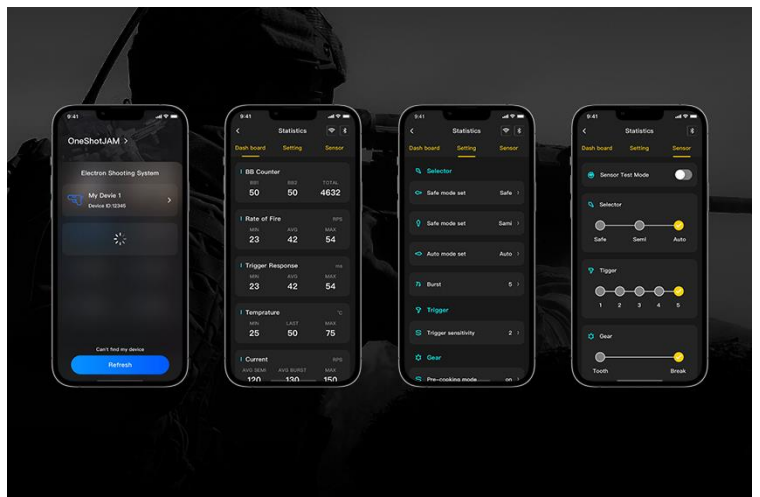 9:41
OneShotJAM >
Electron Shooting System
My Devie 1
Device ID:12345
Can't find my device
Refresh
9:41
Statistics
Dash board Setting Sensor
BB Counter
BB1 BB2 TOTAL
50 50 4632
Rate of Fire RPS
MIN AVG MAX
23 42 54
Trigger Response ms
MIN AVG MAX
23 42 54
Temprature °C
MIN LAST MAX
25 50 75
Current RPS
AVG SEMI AVG BURST MAX
120 130 150
9:41
Statistics
Dash board Setting Sensor
Selector
Safe mode set Safe >
Safe mode set Sami >
Auto mode set Auto >
Burst 5 >
Trigger
Trigger sensitivity 2 >
Gear
Pre-cooking mode on >
9:41
Statistics
Dash board Setting Sensor
Sensor Test Mode
Selector
Safe Semi Auto
Tigger
1 2 3 4 5
Gear
Tooth Break